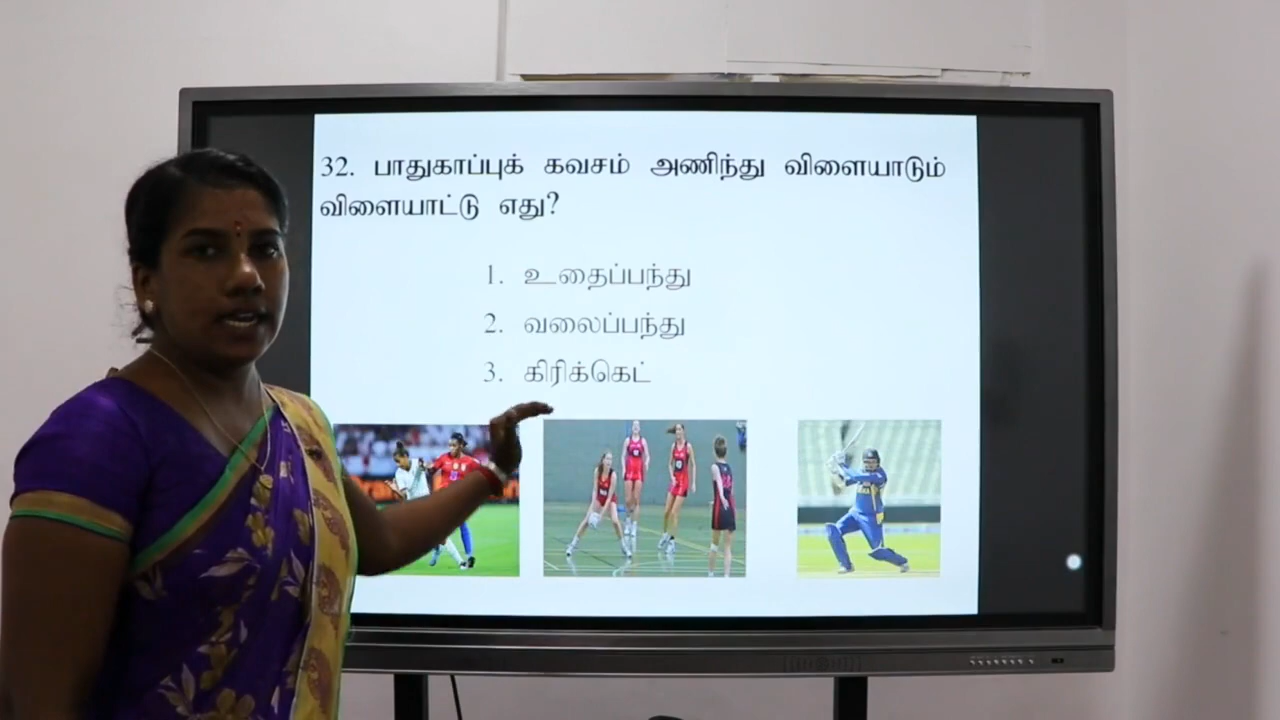 32. பாதுகாப்புக் கவசம் அணிந்து விளையாடும்
விளையாட்டு எது?
1. உதைப்பந்து
2. வலைப்பந்து
3. கிரிக்கெட்